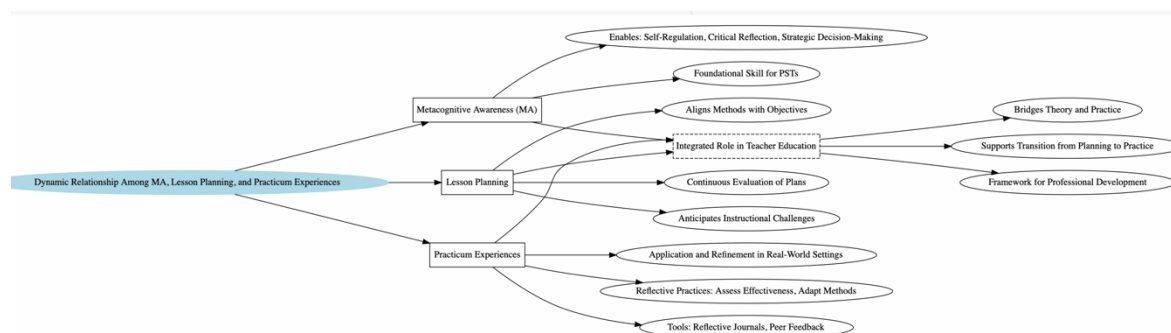 Enables: Self-Regulation, Critical Reflection, Strategic Decision-Making
Foundational Skill for PSTs
Metacognitive Awareness (MA)
Aligns Methods with Objectives
Bridges Theory and Practice
Integrated Role in Teacher Education
Supports Transition from Planning to Practice
Dynamic Relationship Among MA, Lesson Planning, and Practicum Experiences
Lesson Planning
Continuous Evaluation of Plans
Framework for Professional Development
Anticipates Instructional Challenges
Practicum Experiences
Application and Refinement in Real-World Settings
Reflective Practices: Assess Effectiveness, Adapt Methods
Tools: Reflective Journals, Peer Feedback